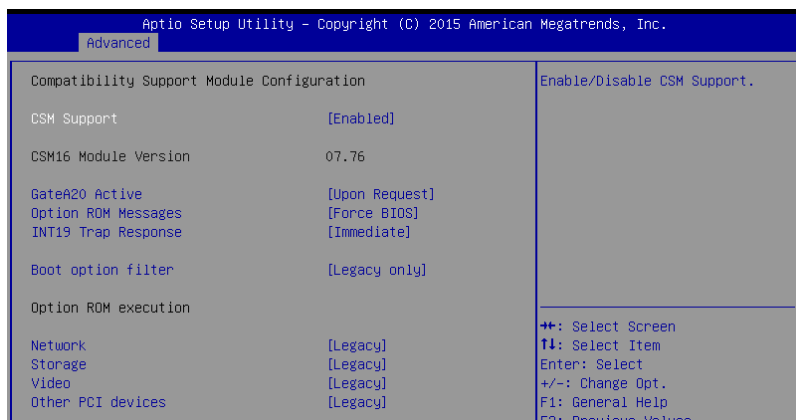 Aptio Setup Utility – Copyright (C) 2015 American Megatrends, Inc.
Advanced
Compatibility Support Module Configuration
CSM Support [Enabled]
CSM16 Module Version 07.76
GateA20 Active [Upon Request]
Option ROM Messages [Force BIOS]
INT19 Trap Response [Immediate]
Boot option filter [Legacy only]
Option ROM execution
Network [Legacy]
Storage [Legacy]
Video [Legacy]
Other PCI devices [Legacy]
Enable/Disable CSM Support.
→←: Select Screen
↑↓: Select Item
Enter: Select
+/-: Change Opt.
F1: General Help
F2: Previous Values